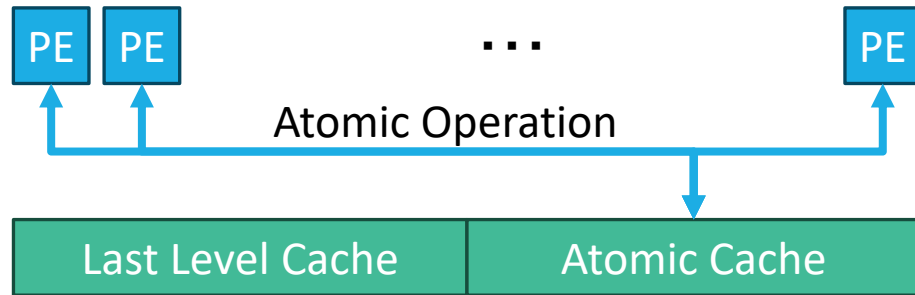 PE PE ... PE
Atomic Operation
Last Level Cache Atomic Cache